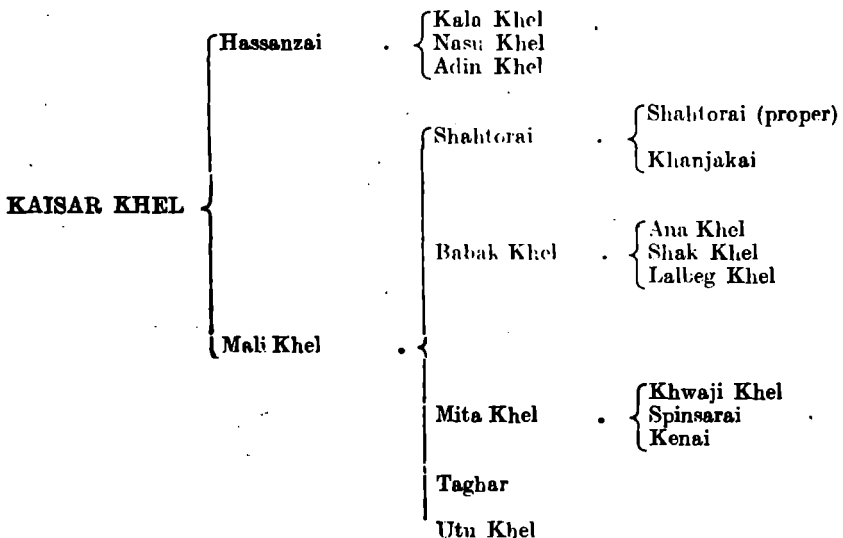 Hassanzai
Kala Khel
Nasu Khel
Adin Khel
KAISAR KHEL
Mali Khel
Shahtorai
Shahtorai (proper)
Khanjakai
Babak Khel
Ana Khel
Shak Khel
Lalbeg Khel
Mita Khel
Khwaji Khel
Spinsarai
Kenai
Taghar
Utu Khel